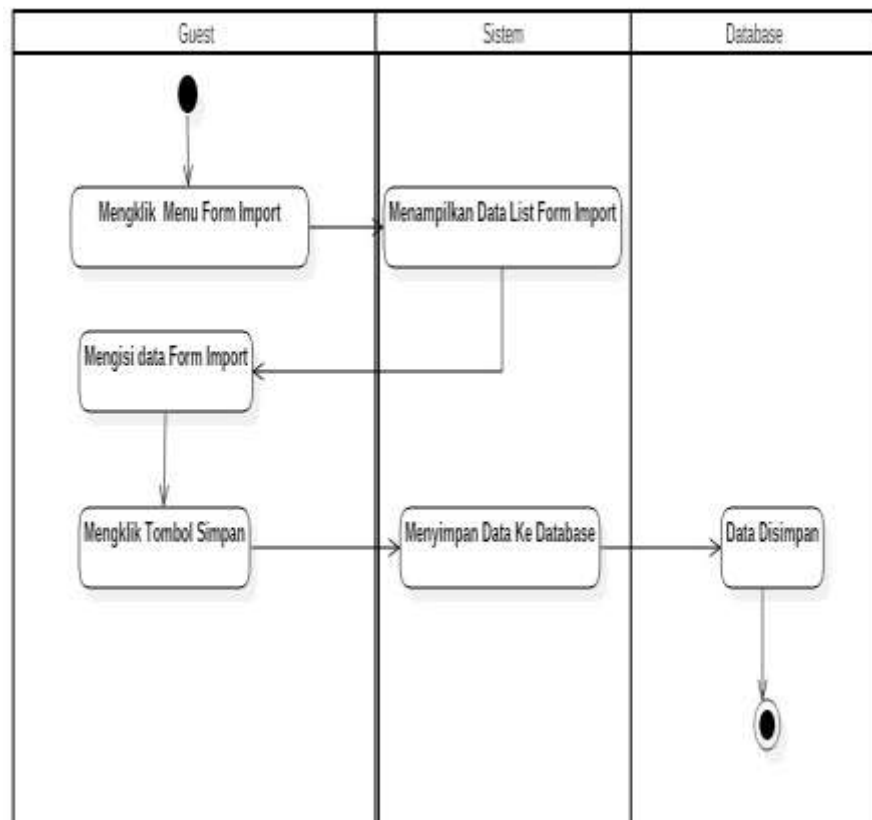 Guest
Sistem
Database
Mengklik Menu Form Import
Menampilkan Data List Form Import
Mengisi data Form Import
Mengklik Tombol Simpan
Menyimpan Data Ke Database
Data Disimpan